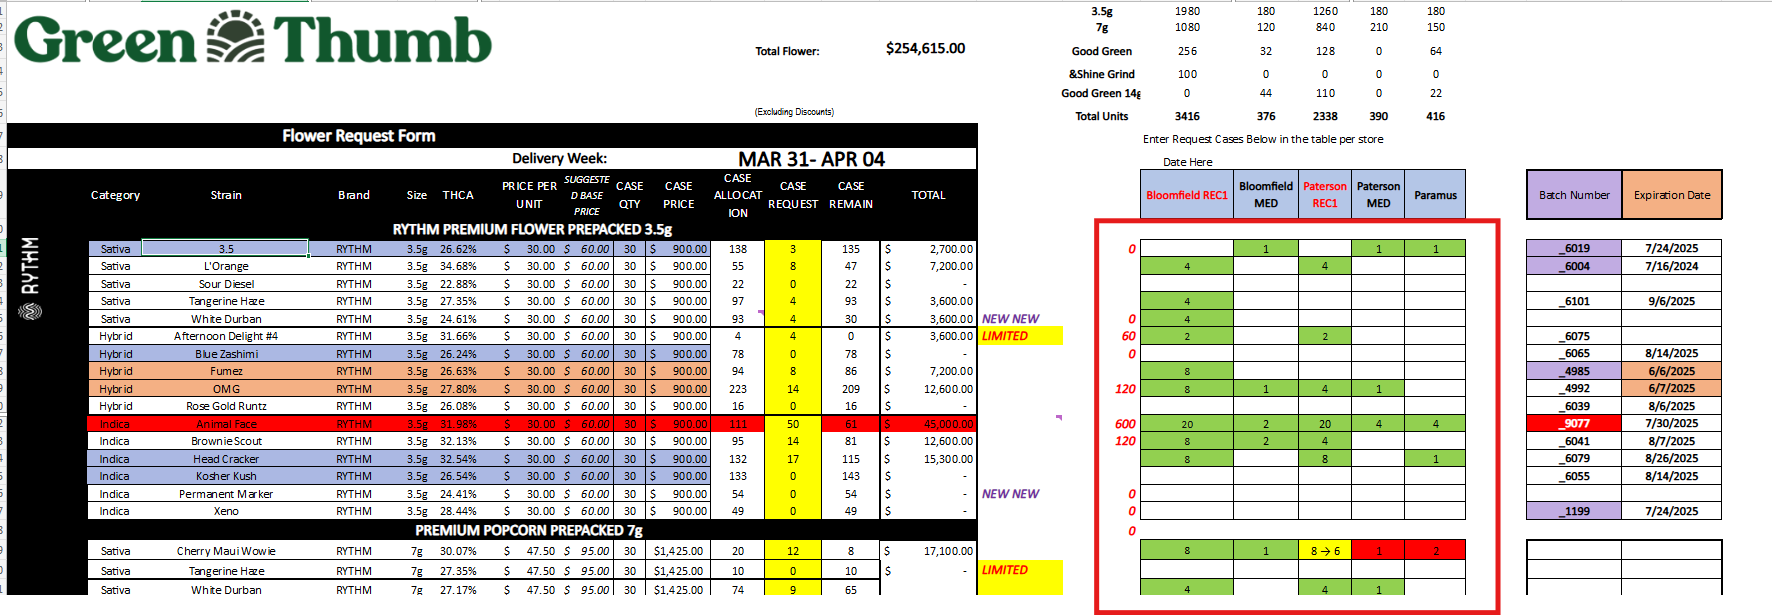 3.5g 1980 180 1260 180 180
7g 1080 120 840 210 150
Green Thumb
Total Flower: $254,615.00
Good Green 256 32 128 0 64
&Shine Grind 100 0 0 0 0
Good Green 14g 0 44 110 0 22
(Excluding Discounts)
Total Units 3416 376 2338 390 416
Flower Request Form
Enter Request Cases Below in the table per store
Delivery Week: MAR 31- APR 04
Date Here
Category Strain Brand Size THCA PRICE PER UNIT SUGGESTE D BASE PRICE CASE QTY CASE PRICE CASE ALLOCAT ION CASE REQUEST CASE REMAIN TOTAL
Bloomfield REC1 Bloomfield MED Paterson REC1 Paterson MED Paramus
Batch Number Expiration Date
RYTHM PREMIUM FLOWER PREPACKED 3.5g
RYTHM
Sativa 3.5 RYTHM 3.5g 26.62% $ 30.00 $ 60.00 30 $ 900.00 138 3 135 $ 2,700.00 0 1 1 1 _6019 7/24/2025
Sativa L'Orange RYTHM 3.5g 34.68% $ 30.00 $ 60.00 30 $ 900.00 55 8 47 $ 7,200.00 4 4 _6004 7/16/2024
Sativa Sour Diesel RYTHM 3.5g 22.88% $ 30.00 $ 60.00 30 $ 900.00 22 0 22 $ -
Sativa Tangerine Haze RYTHM 3.5g 27.35% $ 30.00 $ 60.00 30 $ 900.00 97 4 93 $ 3,600.00 4 _6101 9/6/2025
Sativa White Durban RYTHM 3.5g 24.61% $ 30.00 $ 60.00 30 $ 900.00 93 4 30 $ 3,600.00 NEW NEW 0 4
Hybrid Afternoon Delight #4 RYTHM 3.5g 31.66% $ 30.00 $ 60.00 30 $ 900.00 4 4 0 $ 3,600.00 LIMITED 60 2 2 _6075
Hybrid Blue Zashimi RYTHM 3.5g 26.24% $ 30.00 $ 60.00 30 $ 900.00 78 0 78 $ - 0 _6065 8/14/2025
Hybrid Fumez RYTHM 3.5g 26.63% $ 30.00 $ 60.00 30 $ 900.00 94 8 86 $ 7,200.00 8 _4985 6/6/2025
Hybrid OMG RYTHM 3.5g 27.80% $ 30.00 $ 60.00 30 $ 900.00 223 14 209 $ 12,600.00 120 8 1 4 1 _4992 6/7/2025
Hybrid Rose Gold Runtz RYTHM 3.5g 26.08% $ 30.00 $ 60.00 30 $ 900.00 16 0 16 $ - _6039 8/6/2025
Indica Animal Face RYTHM 3.5g 31.98% $ 30.00 $ 60.00 30 $ 900.00 111 50 61 $ 45,000.00 600 20 2 20 4 4 _9077 7/30/2025
Indica Brownie Scout RYTHM 3.5g 32.13% $ 30.00 $ 60.00 30 $ 900.00 95 14 81 $ 12,600.00 120 8 2 4 _6041 8/7/2025
Indica Head Cracker RYTHM 3.5g 32.54% $ 30.00 $ 60.00 30 $ 900.00 132 17 115 $ 15,300.00 8 8 1 _6079 8/26/2025
Indica Kosher Kush RYTHM 3.5g 26.54% $ 30.00 $ 60.00 30 $ 900.00 133 0 143 $ - _6055 8/14/2025
Indica Permanent Marker RYTHM 3.5g 24.41% $ 30.00 $ 60.00 30 $ 900.00 54 0 54 $ - NEW NEW 0
Indica Xeno RYTHM 3.5g 28.44% $ 30.00 $ 60.00 30 $ 900.00 49 0 49 $ - 0 _1199 7/24/2025
PREMIUM POPCORN PREPACKED 7g 0
Sativa Cherry Maui Wowie RYTHM 7g 30.07% $ 47.50 $ 95.00 30 $1,425.00 20 12 8 $ 17,100.00 8 1 8 → 6 1 2
Sativa Tangerine Haze RYTHM 7g 27.35% $ 47.50 $ 95.00 30 $1,425.00 10 0 10 $ - LIMITED
Sativa White Durban RYTHM 7g 27.17% $ 47.50 $ 95.00 30 $1,425.00 74 9 65 4 4 1